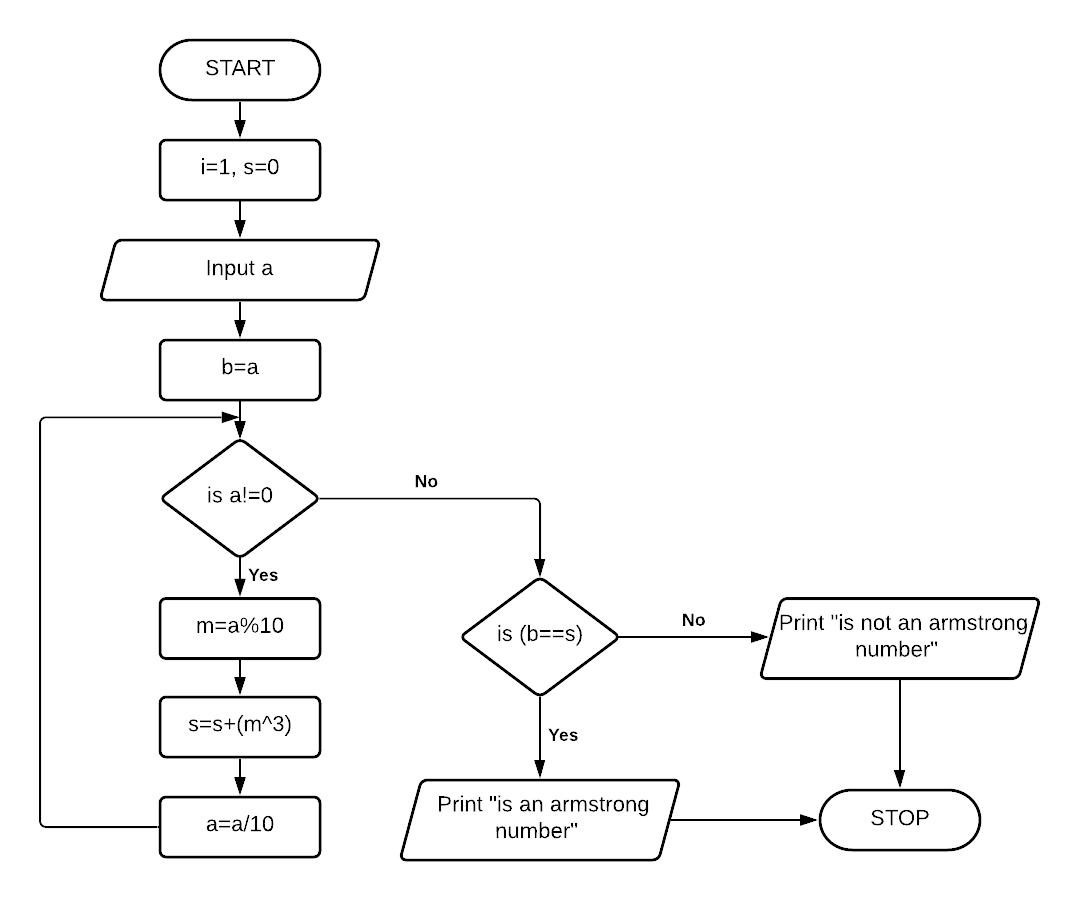 START
i=1, s=0
Input a
b=a
is a!=0
No
Yes
m=a%10
s=s+(m^3)
a=a/10
is (b==s)
No
Print "is not an armstrong
number"
Yes
Print "is an armstrong
number"
STOP